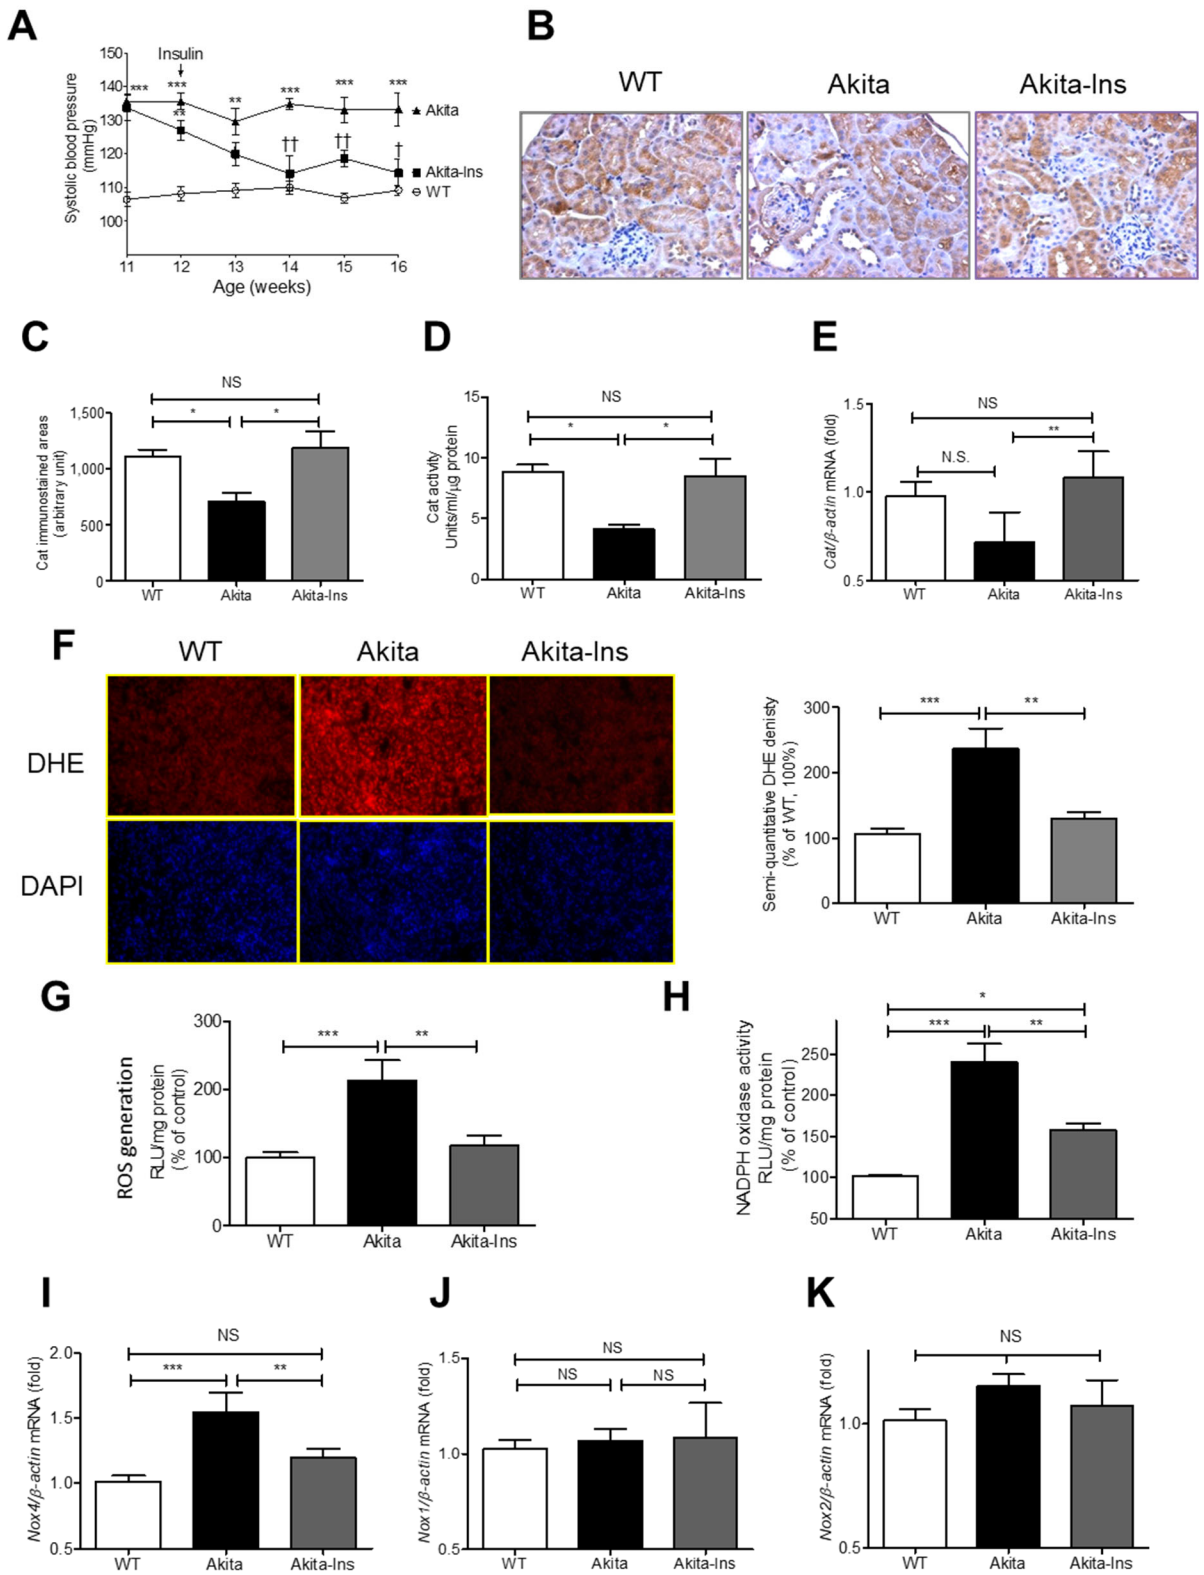 A
150
140
130
120
110
100
Systolic blood pressure
(mmHg)
Insulin
***
***
**
***
***
***
**
††
††
†
Akita
Akita-Ins
WT
11
12
13
14
15
16
Age (weeks)
B
WT
Akita
Akita-Ins
C
NS
*
*
1,500
1,000
500
0
Cat immunostained areas
(arbitrary unit)
WT
Akita
Akita-Ins
D
NS
*
*
15
10
5
0
Cat activity
Units/ml/µg protein
WT
Akita
Akita-Ins
E
NS
**
N.S.
1.5
1.0
0.5
Cat/β-actin mRNA (fold)
WT
Akita
Akita-Ins
F
WT
Akita
Akita-Ins
DHE
DAPI
***
**
300
200
100
0
Semi-quantitative DHE denisty
(% of WT, 100%)
WT
Akita
Akita-Ins
G
***
**
300
200
100
0
ROS generation
RLU/mg protein
(% of control)
WT
Akita
Akita-Ins
H
*
***
**
250
200
150
100
50
NADPH oxidase activity
RLU/mg protein
(% of control)
WT
Akita
Akita-Ins
I
NS
***
**
2.0
1.5
1.0
0.5
Nox4/β-actin mRNA (fold)
WT
Akita
Akita-Ins
J
NS
NS
NS
1.5
1.0
0.5
Nox1/β-actin mRNA (fold)
WT
Akita
Akita-Ins
K
NS
1.0
0.5
Nox2/β-actin mRNA (fold)
WT
Akita
Akita-Ins